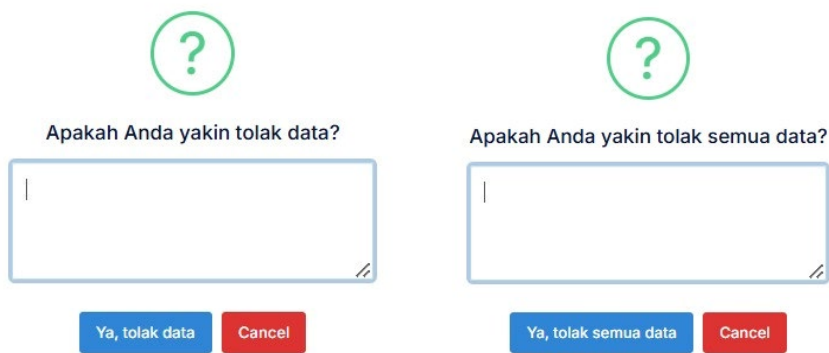 ?
Apakah Anda yakin tolak data?
Ya, tolak data
Cancel
?
Apakah Anda yakin tolak semua data?
Ya, tolak semua data
Cancel